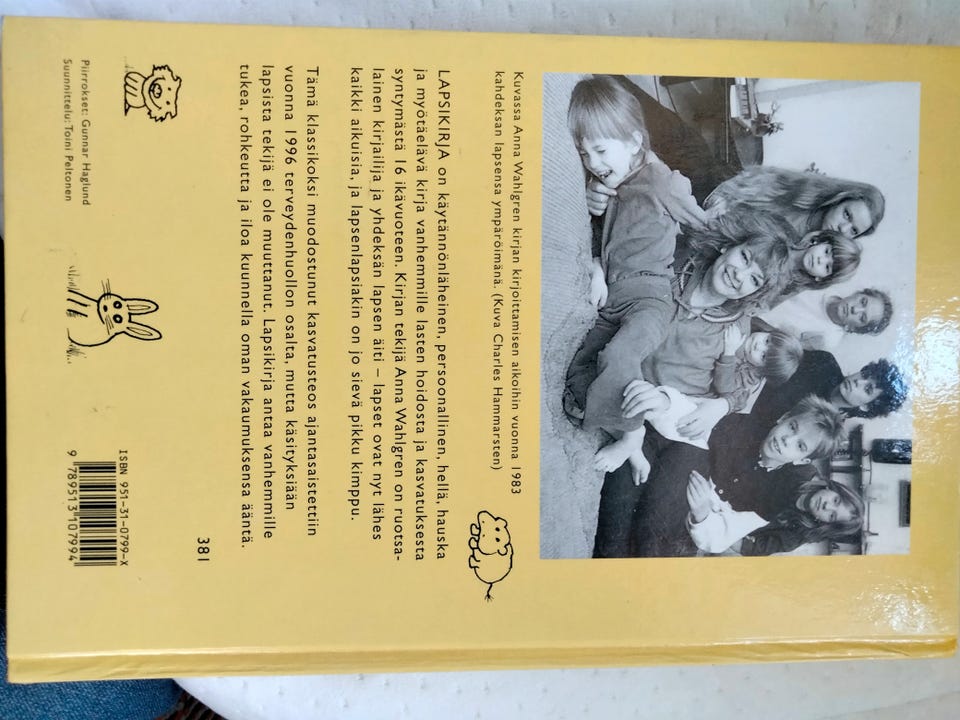 Kuvassa Anna Wahlgren kirjan kirjoittamisen aikoihin vuonna 1983
kahdeksan lapsensa ympäröimänä. (Kuva Charles Hammarsten)
LAPSIKIRJA on käytännönläheinen, persoonallinen, hellä, hauska
ja myötäelävä kirja vanhemmille lasten hoidosta ja kasvatuksesta
syntymästä 16 ikävuoteen. Kirjan tekijä Anna Wahlgren on ruotsa-
lainen kirjailija ja yhdeksän lapsen äiti – lapset ovat nyt lähes
kaikki aikuisia, ja lapsenlapsiakin on jo sievä pikku kimppu.
Tämä klassikoksi muodostunut kasvatusteos ajantasaistettiin
vuonna 1996 terveydenhuollon osalta, mutta käsityksiään
lapsista tekijä ei ole muuttanut. Lapsikirja antaa vanhemmille
tukea, rohkeutta ja iloa kuunnella oman vakaumuksensa ääntä.
381
Piirrokset: Gunnar Haglund
Suunnittelu: Toini Peltonen
ISBN 951-31-0799-X
9 789513 107994